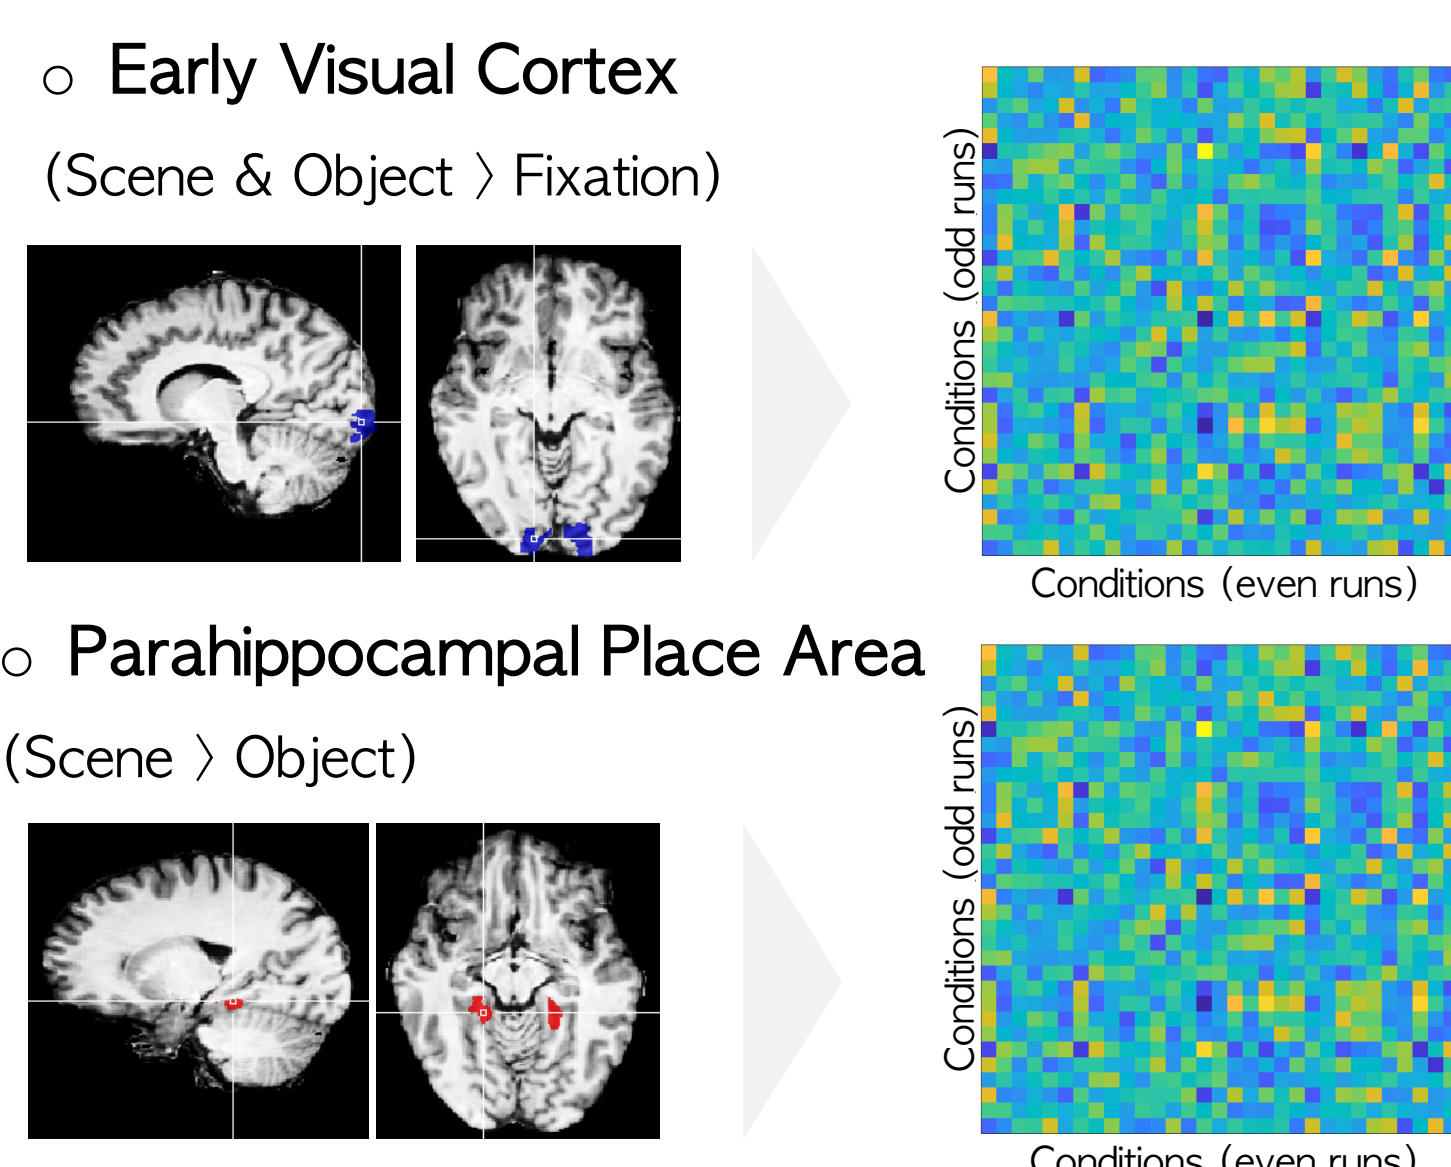 ○ Early Visual Cortex
(Scene & Object > Fixation)
Conditions (odd runs)
Conditions (even runs)
○ Parahippocampal Place Area
(Scene > Object)
Conditions (odd runs)
Conditions (even runs)